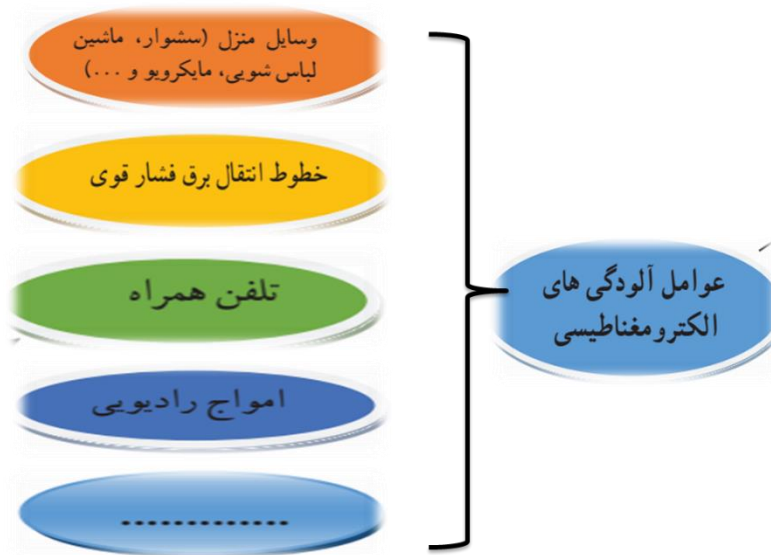 وسایل منزل (سشوار، ماشین
لباس شویی، مایکرویو و ...)
خطوط انتقال برق فشار قوی
تلفن همراه
امواج رادیویی
.............
عوامل آلودگی های
الکترومغناطیسی